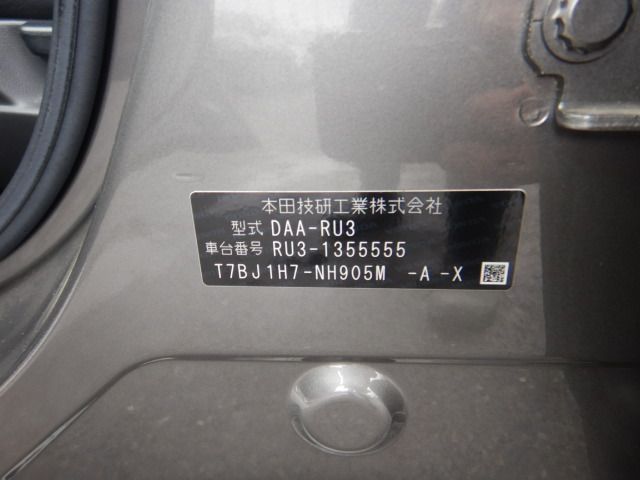 本田技研工業株式会社
型式 DAA-RU3
車台番号 RU3-1355555
T7BJ1H7-NH905M -A -X